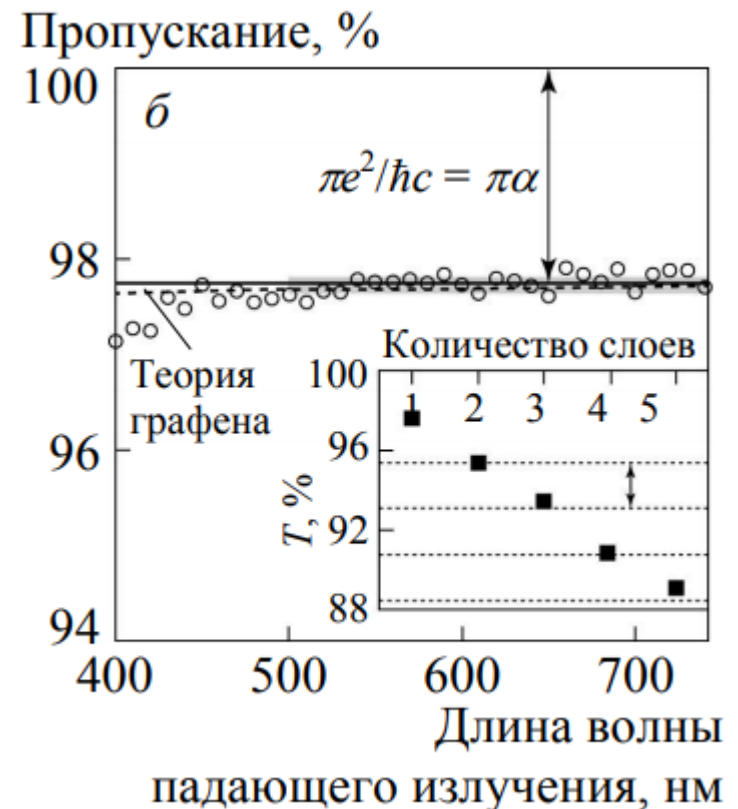 Пропускание, %
100
б
πe²/ħc = πα
98
Теория
графена
96
94
400 500 600 700
Длина волны
падающего излучения, нм
Количество слоев
100
1 2 3 4 5
96
T, %
92
88